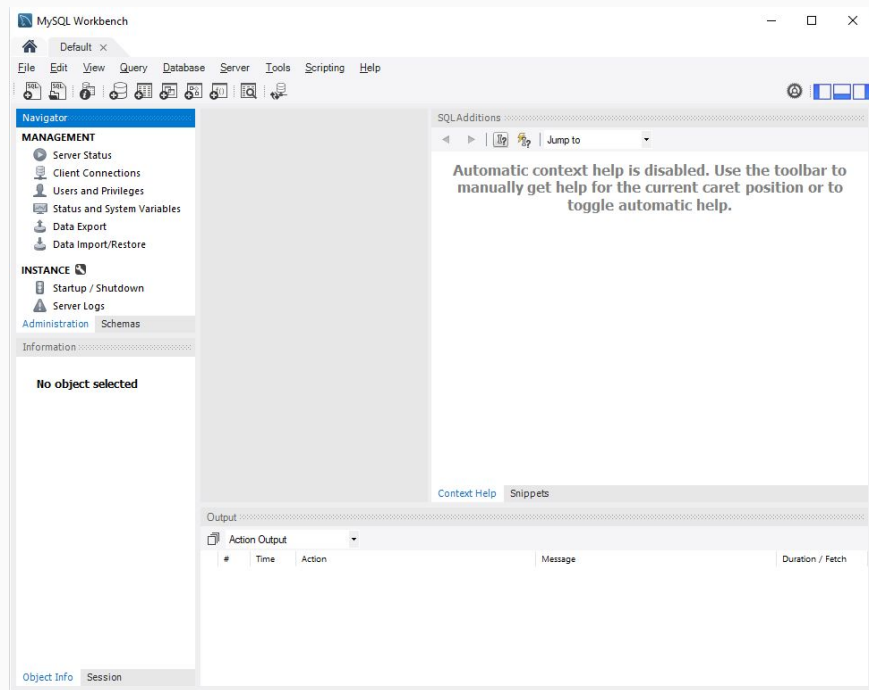 MySQL Workbench
Default
File Edit View Query Database Server Tools Scripting Help
SQL SQL
Navigator
MANAGEMENT
Server Status
Client Connections
Users and Privileges
Status and System Variables
Data Export
Data Import/Restore
INSTANCE
Startup / Shutdown
Server Logs
Administration Schemas
Information
No object selected
Object Info Session
SQLAdditions
Jump to
Automatic context help is disabled. Use the toolbar to
manually get help for the current caret position or to
toggle automatic help.
Context Help Snippets
Output
Action Output
# Time Action Message Duration / Fetch